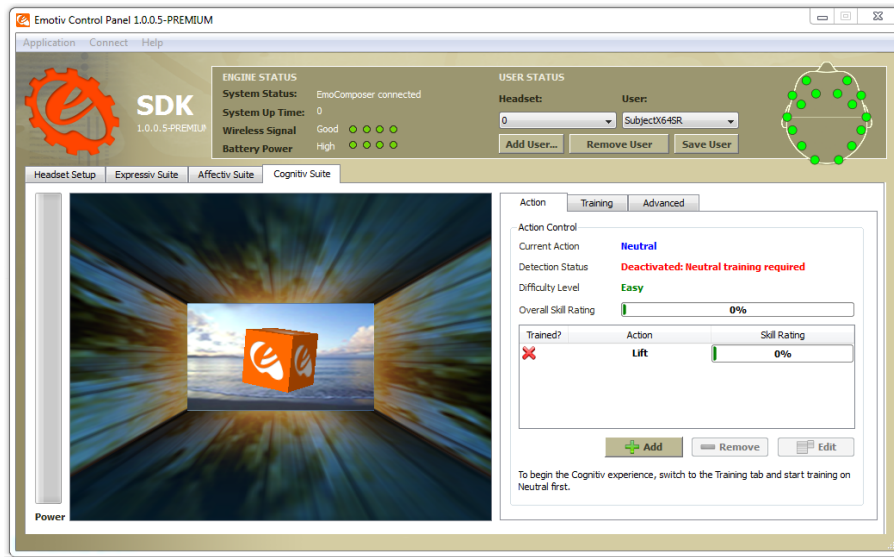 Emotiv Control Panel 1.0.0.5-PREMIUM
Application Connect Help
SDK
1.0.0.5-PREMIUM
ENGINE STATUS
System Status: EmoComposer connected
System Up Time: 0
Wireless Signal Good
Battery Power High
USER STATUS
Headset: User:
0 SubjectX64SR
Add User... Remove User Save User
Headset Setup Expressiv Suite Affectiv Suite Cognitiv Suite
Power
Action Training Advanced
Action Control
Current Action Neutral
Detection Status Deactivated: Neutral training required
Difficulty Level Easy
Overall Skill Rating 0%
Trained? Action Skill Rating
Lift 0%
Add Remove Edit
To begin the Cognitiv experience, switch to the Training tab and start training on
Neutral first.